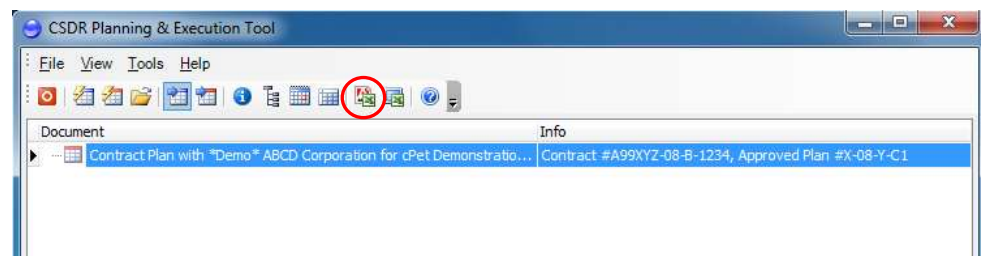 CSDR Planning & Execution Tool
File View Tools Help
Document Info
Contract Plan with *Demo* ABCD Corporation for cPet Demonstratio... Contract #A99XYZ-08-B-1234, Approved Plan #X-08-Y-C1